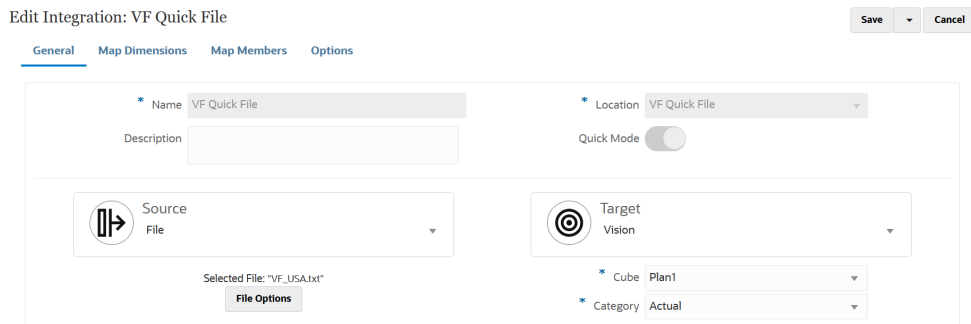 Edit Integration: VF Quick File
Save Cancel
General Map Dimensions Map Members Options
* Name VF Quick File
* Location VF Quick File
Description
Quick Mode
Source
File
Target
Vision
Selected File: "VF_USA.txt"
File Options
* Cube Plan1
* Category Actual